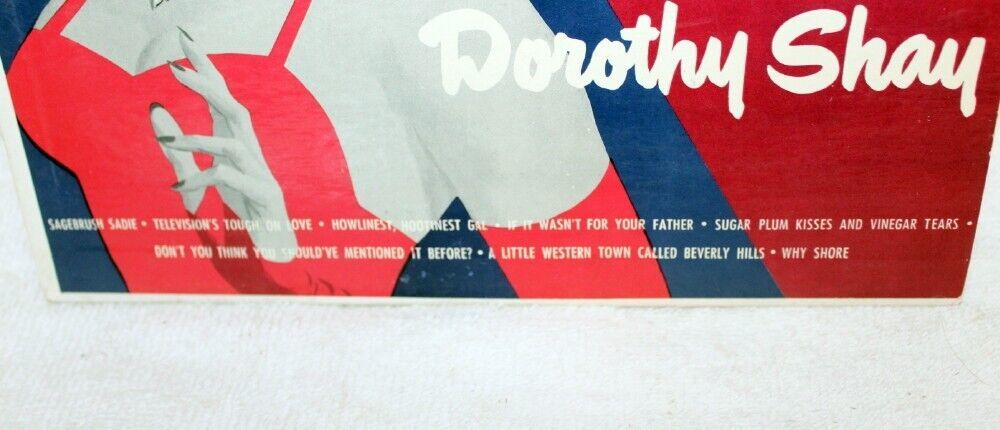 Dorothy Shay
SAGEBRUSH SADIE • TELEVISION'S TOUGH ON LOVE • HOWLINEST, HOOTINEST GAL • IF IT WASN'T FOR YOUR FATHER • SUGAR PLUM KISSES AND VINEGAR TEARS •
DON'T YOU THINK YOU SHOULD'VE MENTIONED IT BEFORE? • A LITTLE WESTERN TOWN CALLED BEVERLY HILLS • WHY SHORE